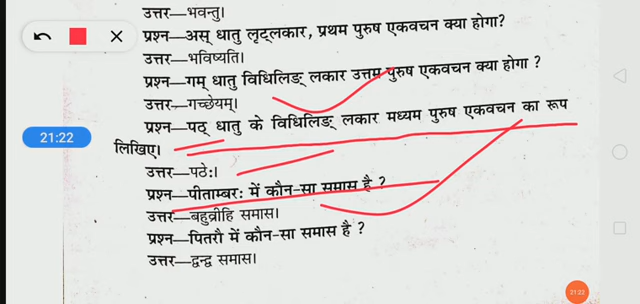 उत्तर—भवन्तु।
प्रश्न—अस् धातु लृट्लकार, प्रथम पुरुष एकवचन क्या होगा?
उत्तर—भविष्यति।
प्रश्न—गम् धातु विधिलिङ् लकार उत्तम पुरुष एकवचन क्या होगा ?
उत्तर—गच्छेयम्।
प्रश्न—पठ् धातु के विधिलिङ् लकार मध्यम पुरुष एकवचन का रूप
21:22
लिखिए।
उत्तर—पठेः।
प्रश्न—पीताम्बरः में कौन-सा समास है ?
उत्तर—बहुव्रीहि समास।
प्रश्न—पितरौ में कौन-सा समास है ?
उत्तर—द्वन्द्व समास।
21:22